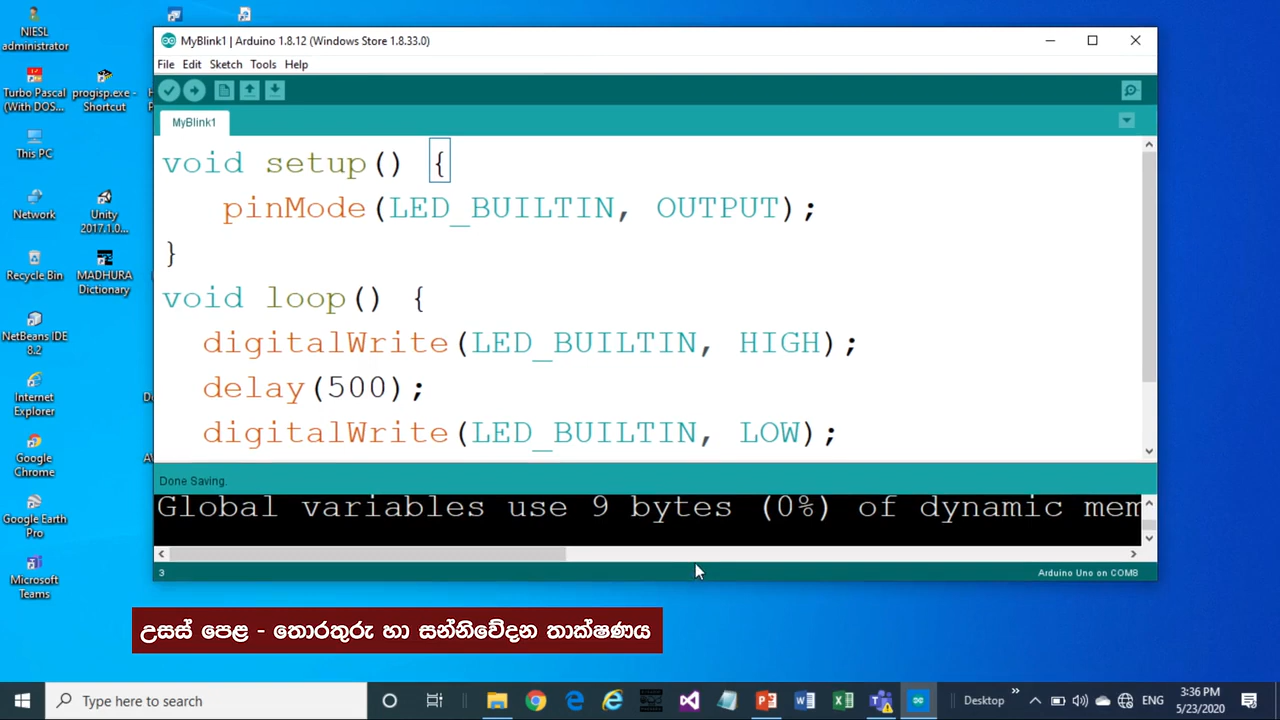 NIESL
administrator
Turbo Pascal
(With DOS...
progisp.exe -
Shortcut
This PC
Network
Unity
2017.1.0...
Recycle Bin
MADHURA
Dictionary
NetBeans IDE
8.2
Internet
Explorer
Google
Chrome
Google Earth
Pro
Microsoft
Teams
MyBlink1 | Arduino 1.8.12 (Windows Store 1.8.33.0)
File Edit Sketch Tools Help
MyBlink1
void setup() {
pinMode(LED_BUILTIN, OUTPUT);
}
void loop() {
digitalWrite(LED_BUILTIN, HIGH);
delay(500);
digitalWrite(LED_BUILTIN, LOW);
Done Saving.
Global variables use 9 bytes (0%) of dynamic mem
3
Arduino Uno on COM8
උසස් පෙළ - තොරතුරු හා සන්නිවේදන තාක්ෂණය
Type here to search
Desktop
ENG
3:36 PM
5/23/2020